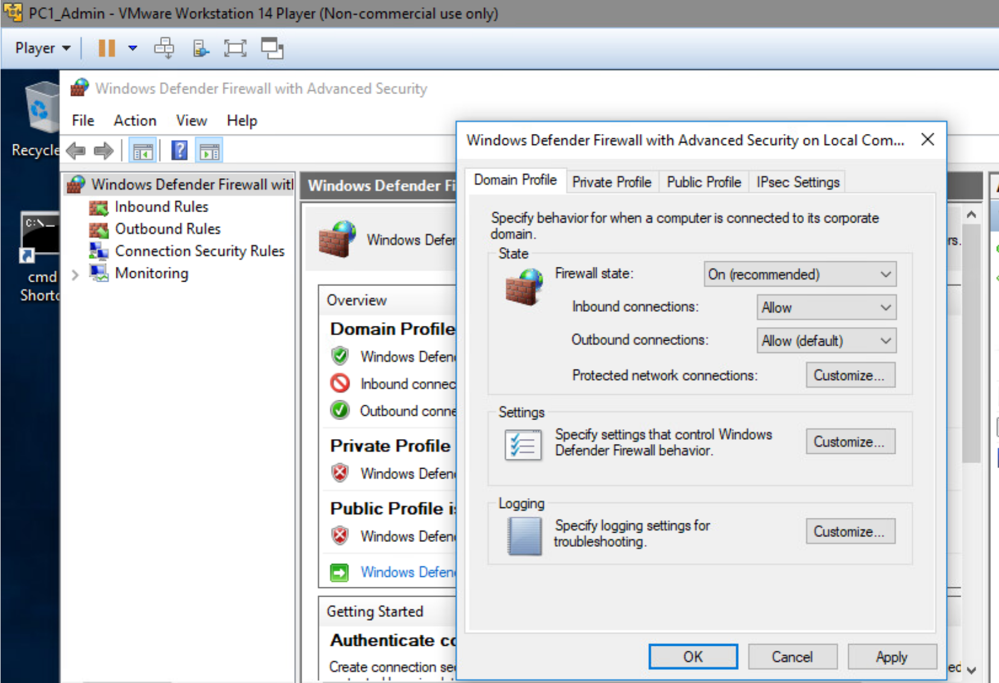 PC1_Admin - VMware Workstation 14 Player (Non-commercial use only)
Player
Windows Defender Firewall with Advanced Security
File Action View Help
Recycle
C:\_
cmd
Shortc
Windows Defender Firewall witl
Inbound Rules
Outbound Rules
Connection Security Rules
Monitoring
Windows Defender Fi
Windows Defer
rs.
Overview
Domain Profile
Windows Defen
Inbound connec
Outbound conne
Private Profile
Windows Defen
Public Profile is
Windows Defen
Windows Defen
Getting Started
Authenticate co
Create connection se
ed
Windows Defender Firewall with Advanced Security on Local Com...
Domain Profile Private Profile Public Profile IPsec Settings
Specify behavior for when a computer is connected to its corporate
domain.
State
Firewall state: On (recommended)
Inbound connections: Allow
Outbound connections: Allow (default)
Protected network connections: Customize...
Settings
Specify settings that control Windows
Defender Firewall behavior.
Customize...
Logging
Specify logging settings for
troubleshooting.
Customize...
OK Cancel Apply